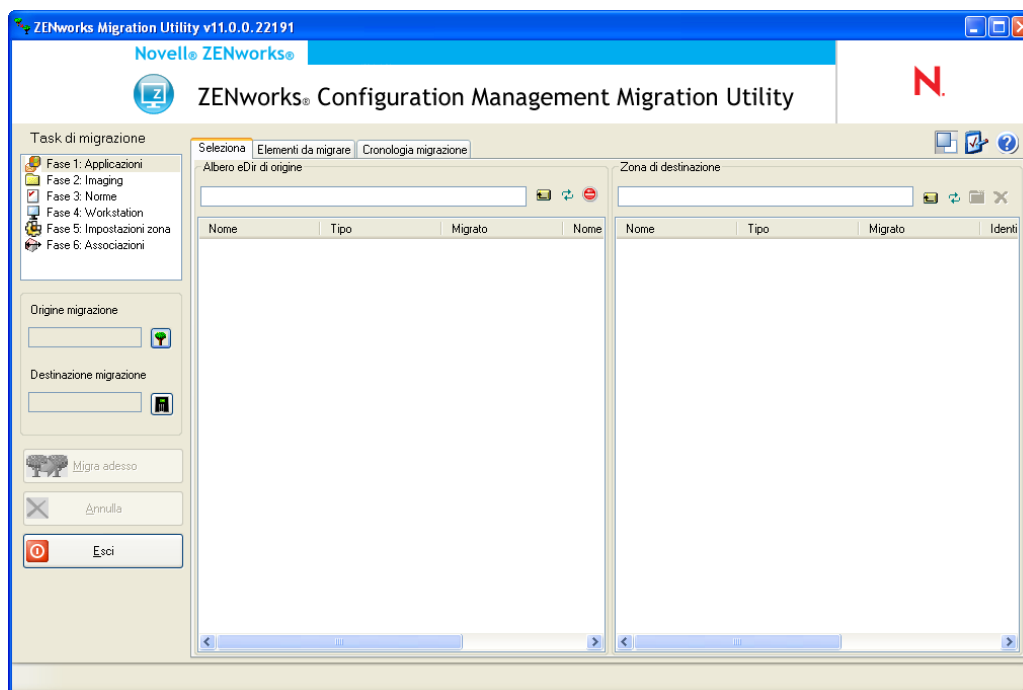 ZENworks Migration Utility v11.0.0.22191
Novell® ZENworks®
ZENworks® Configuration Management Migration Utility
N.
Task di migrazione
Fase 1: Applicazioni
Fase 2: Imaging
Fase 3: Norme
Fase 4: Workstation
Fase 5: Impostazioni zona
Fase 6: Associazioni
Origine migrazione
Destinazione migrazione
Migra adesso
Annulla
Esci
Seleziona Elementi da migrare Cronologia migrazione
Albero eDir di origine
Nome Tipo Migrato Nome
Zona di destinazione
Nome Tipo Migrato Identi